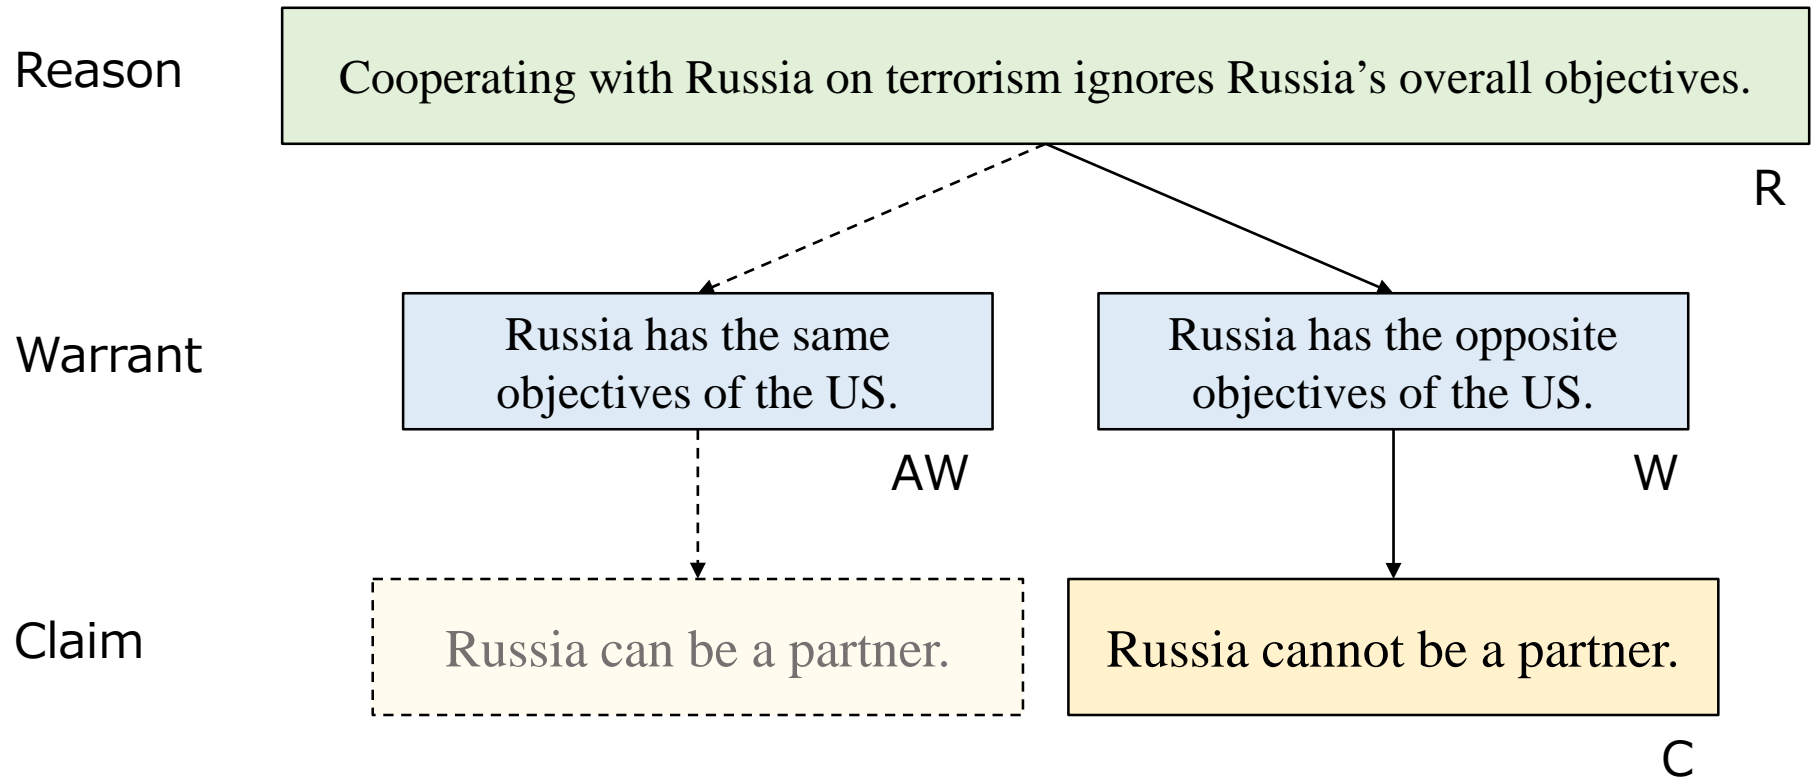 Reason
Cooperating with Russia on terrorism ignores Russia’s overall objectives.
R
Warrant
Russia has the same
objectives of the US.
AW
Russia has the opposite
objectives of the US.
W
Claim
Russia can be a partner.
Russia cannot be a partner.
C